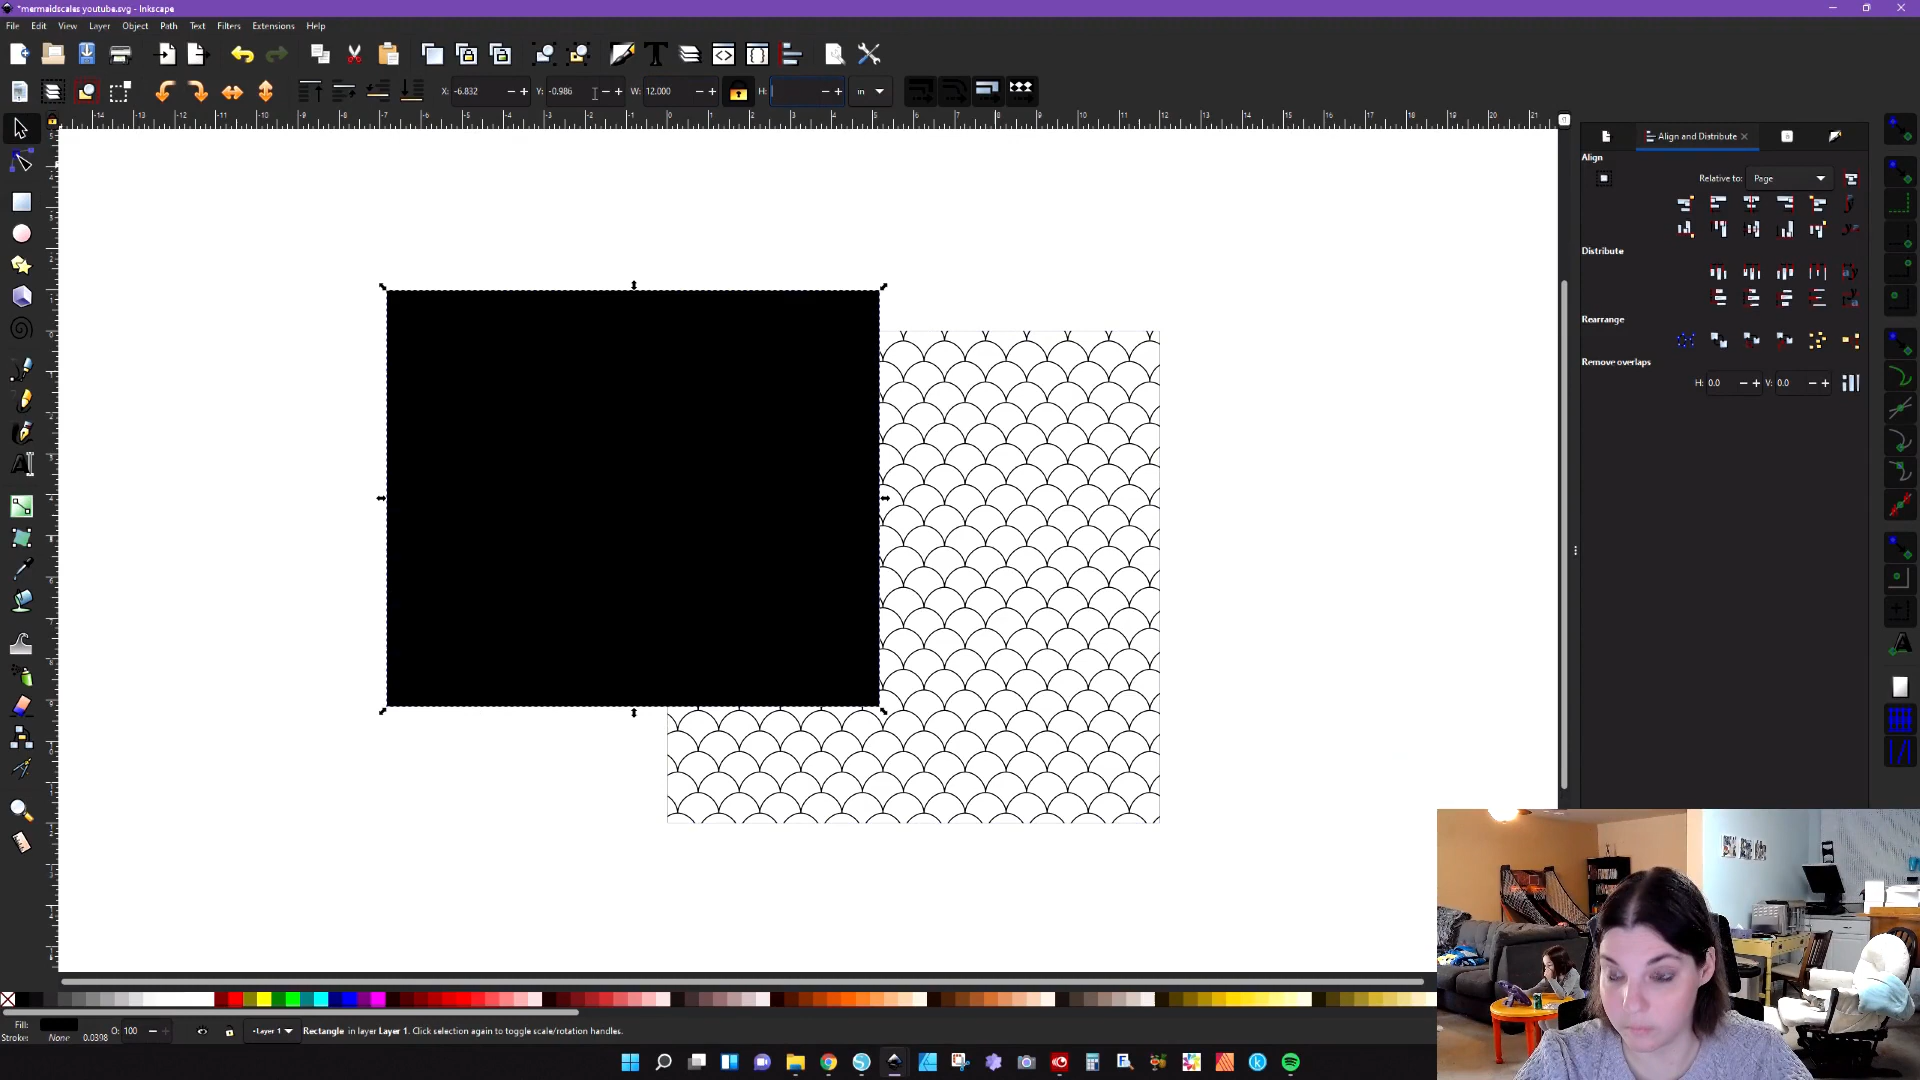 *mermaidscales youtube.svg - Inkscape
File Edit View Layer Object Path Text Filters Extensions Help
X: -6.832 Y: -0.986 W: 12.000 H: in
Align and Distribute
Align
Relative to: Page
Distribute
Rearrange
Remove overlaps
H: 0.0 V: 0.0
Fill:
Stroke: None 0.0398
O: 100
Layer 1
Rectangle in layer Layer 1. Click selection again to toggle scale/rotation handles.